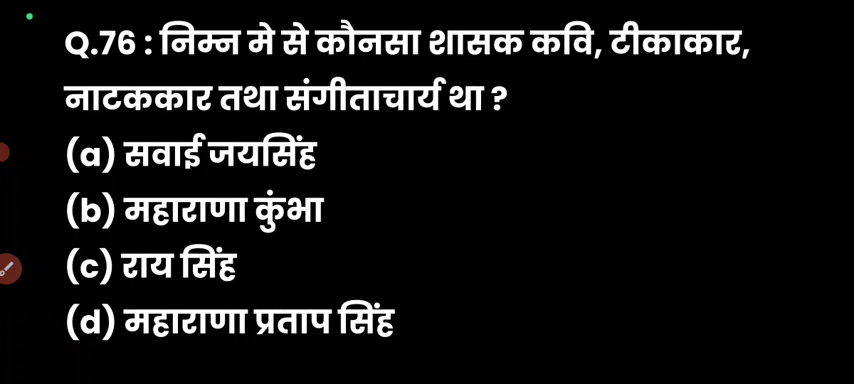 Q.76 : निम्न मे से कौनसा शासक कवि, टीकाकार,
नाटककार तथा संगीताचार्य था ?
(a) सवाई जयसिंह
(b) महाराणा कुंभा
(c) राय सिंह
(d) महाराणा प्रताप सिंह